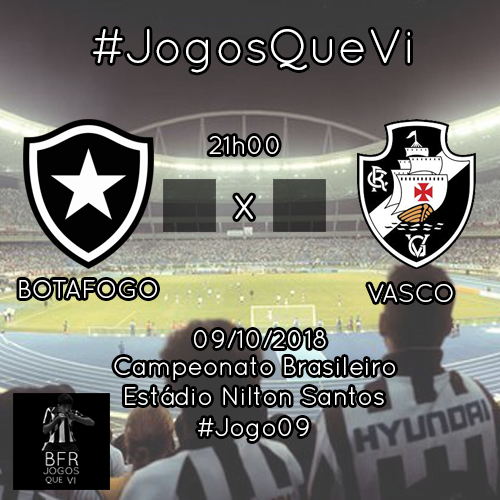 #JogosQueVi
21h00
X
BOTAFOGO
VASCO
09/10/2018
Campeonato Brasileiro
Estádio Nilton Santos
#Jogo09
HYUNDAI
BFR
JOGOS
QUE VI